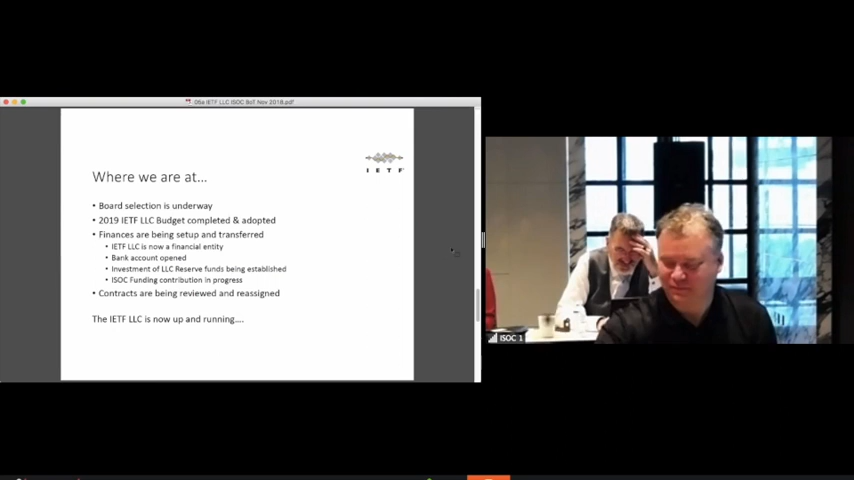 06a IETF LLC ISOC BoT Nov 2018.pdf
I E T F
Where we are at...
• Board selection is underway
• 2019 IETF LLC Budget completed & adopted
• Finances are being setup and transferred
• IETF LLC is now a financial entity
• Bank account opened
• Investment of LLC Reserve funds being established
• ISOC Funding contribution in progress
• Contracts are being reviewed and reassigned
The IETF LLC is now up and running....
ISOC 1